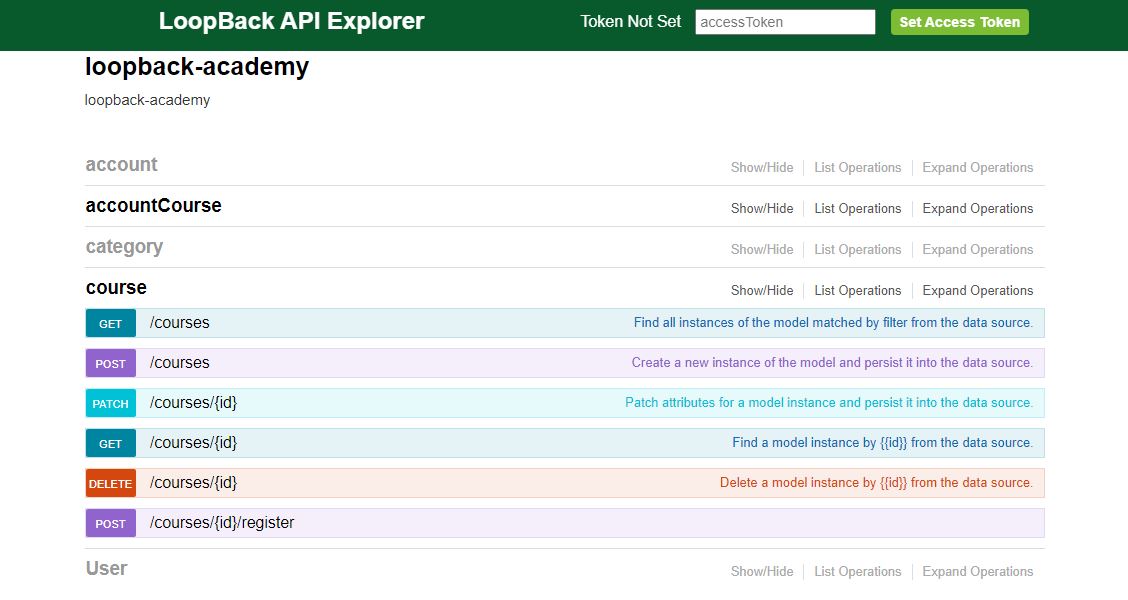 LoopBack API Explorer Token Not Set accessToken Set Access Token
loopback-academy
loopback-academy
account Show/Hide List Operations Expand Operations
accountCourse Show/Hide List Operations Expand Operations
category Show/Hide List Operations Expand Operations
course Show/Hide List Operations Expand Operations
GET /courses Find all instances of the model matched by filter from the data source.
POST /courses Create a new instance of the model and persist it into the data source.
PATCH /courses/{id} Patch attributes for a model instance and persist it into the data source.
GET /courses/{id} Find a model instance by {{id}} from the data source.
DELETE /courses/{id} Delete a model instance by {{id}} from the data source.
POST /courses/{id}/register
User Show/Hide List Operations Expand Operations